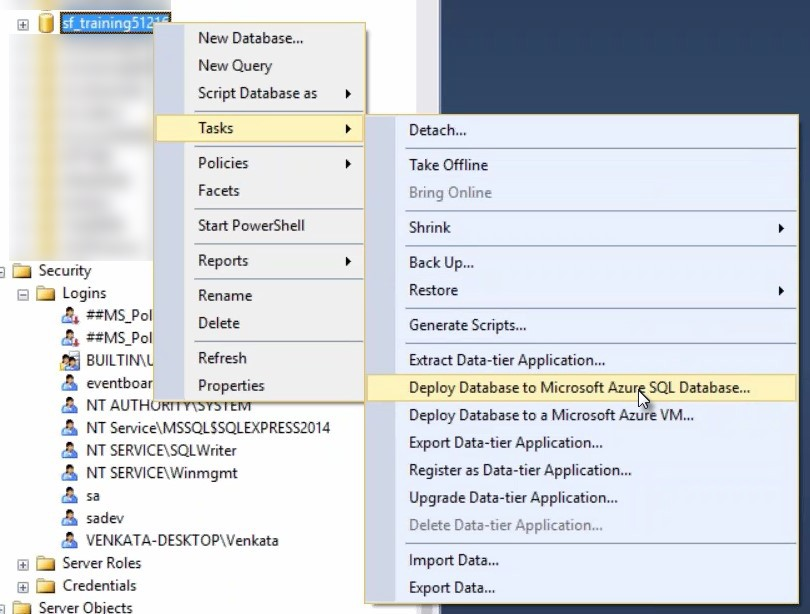 sf_training51216
New Database...
New Query
Script Database as
Tasks
Policies
Facets
Start PowerShell
Reports
Rename
Delete
Refresh
Properties
Detach...
Take Offline
Bring Online
Shrink
Back Up...
Restore
Generate Scripts...
Extract Data-tier Application...
Deploy Database to Microsoft Azure SQL Database...
Deploy Database to a Microsoft Azure VM...
Export Data-tier Application...
Register as Data-tier Application...
Upgrade Data-tier Application...
Delete Data-tier Application...
Import Data...
Export Data...
Security
Logins
##MS_Pol
##MS_Pol
BUILTIN\U
eventboar
NT AUTHORITY\SYSTEM
NT Service\MSSQL$SQLEXPRESS2014
NT SERVICE\SQLWriter
NT SERVICE\Winmgmt
sa
sadev
VENKATA-DESKTOP\Venkata
Server Roles
Credentials
Server Objects